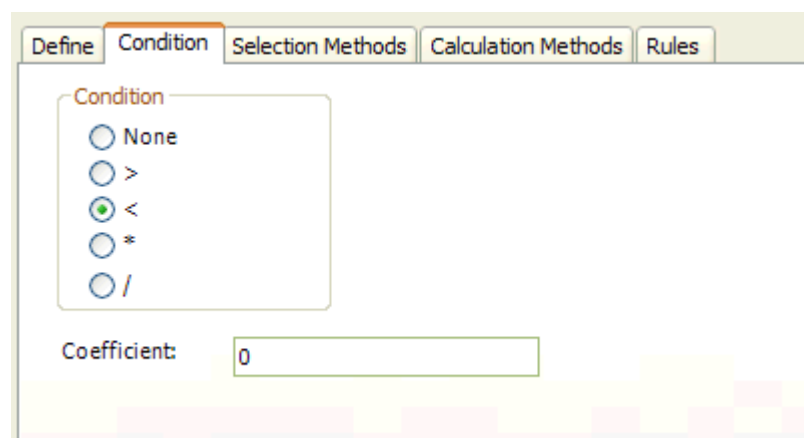 Define Condition Selection Methods Calculation Methods Rules
Condition
None
>
<
*
/
Coefficient: 0